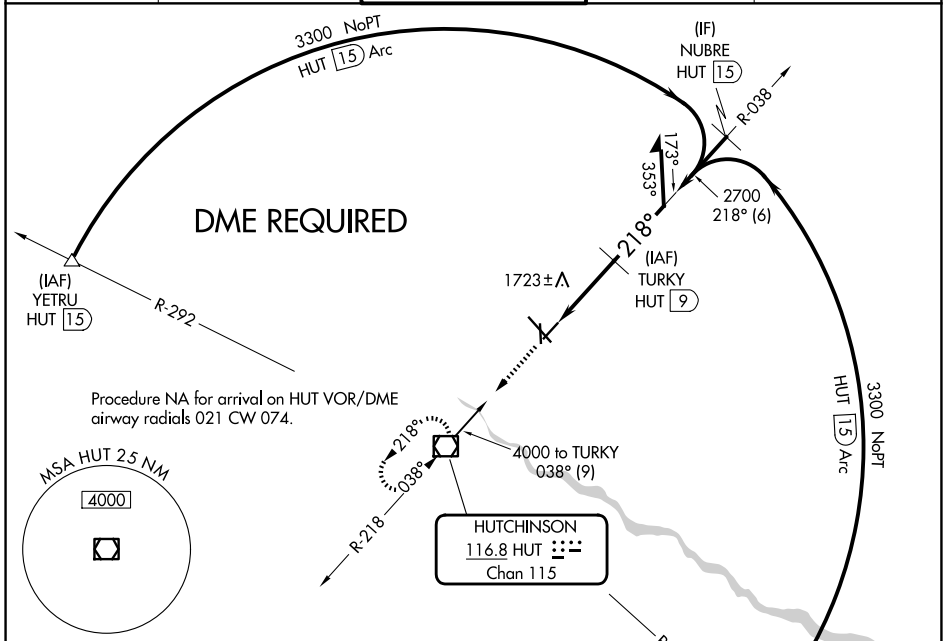 3300 NoPT
HUT 15 Arc
(IF)
NUBRE
HUT 15
R-038
173°
353°
2700
218° (6)
DME REQUIRED
218°
(IAF)
TURKY
HUT 9
1723±
(IAF)
YETRU
HUT 15
R-292
3300 NoPT
HUT 15 Arc
Procedure NA for arrival on HUT VOR/DME
airway radials 021 CW 074.
218°
038°
4000 to TURKY
038° (9)
MSA HUT 25 NM
4000
R-218
HUTCHINSON
116.8 HUT
Chan 115